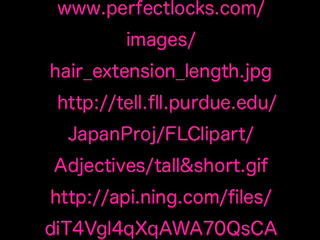 www.perfectlocks.com/
images/
hair_extension_length.jpg
http://tell.fll.purdue.edu/
JapanProj/FLClipart/
Adjectives/tall&short.gif
http://api.ning.com/files/
diT4Vgl4qXqAWA70QsCA